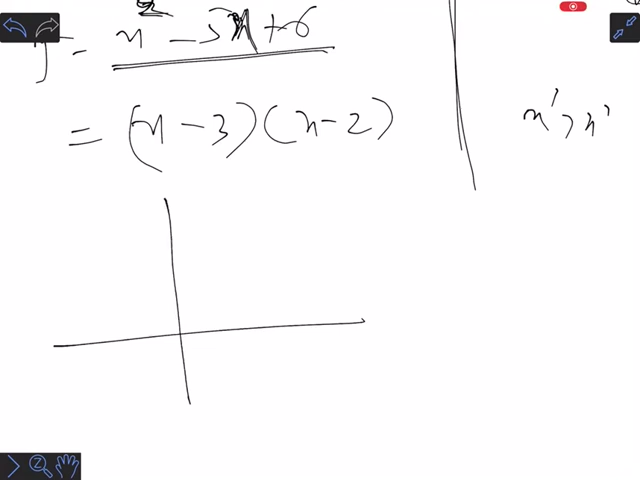 y = x² - 5x + 6
= (x - 3)(x - 2)
x' > x'